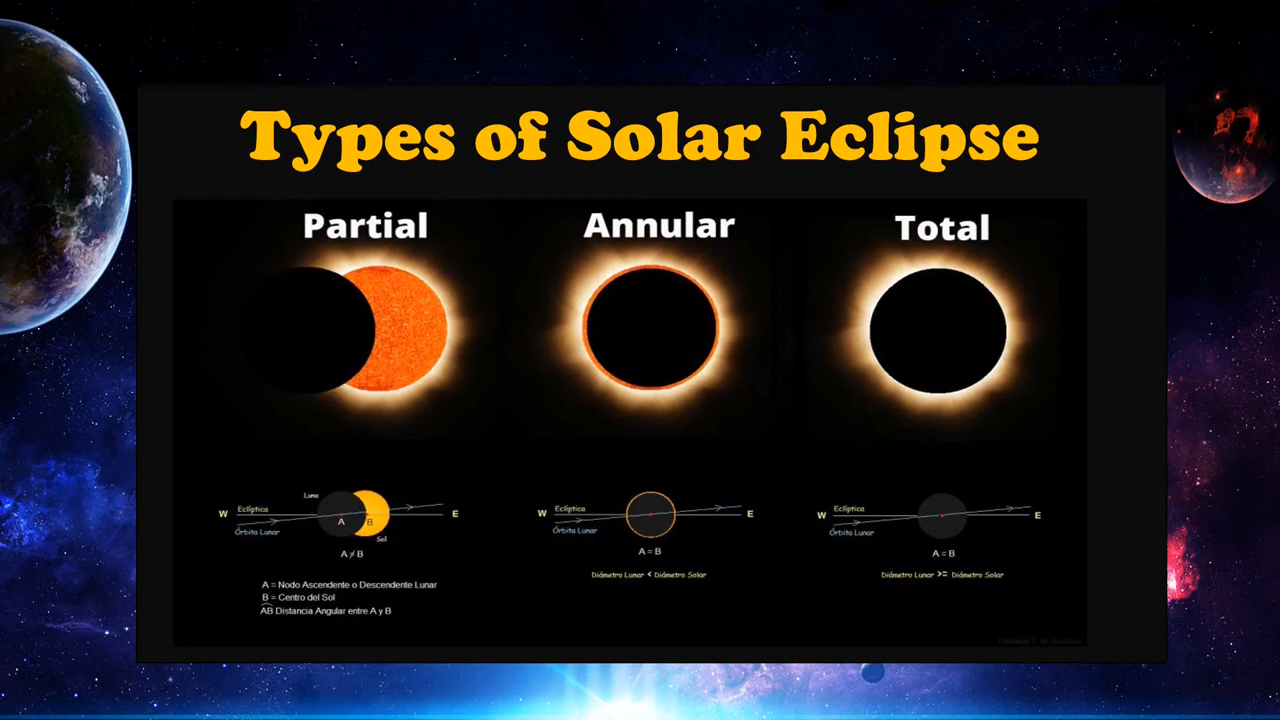 Types of Solar Eclipse
Partial
Annular
Total
Luna
W Eclíptica E
Órbita Lunar
A B
Sol
A ≠ B
A = Nodo Ascendente o Descendente Lunar
B = Centro del Sol
AB Distancia Angular entre A y B
W Eclíptica E
Órbita Lunar
A = B
Diámetro Lunar < Diámetro Solar
W Eclíptica E
Órbita Lunar
A = B
Diámetro Lunar >= Diámetro Solar